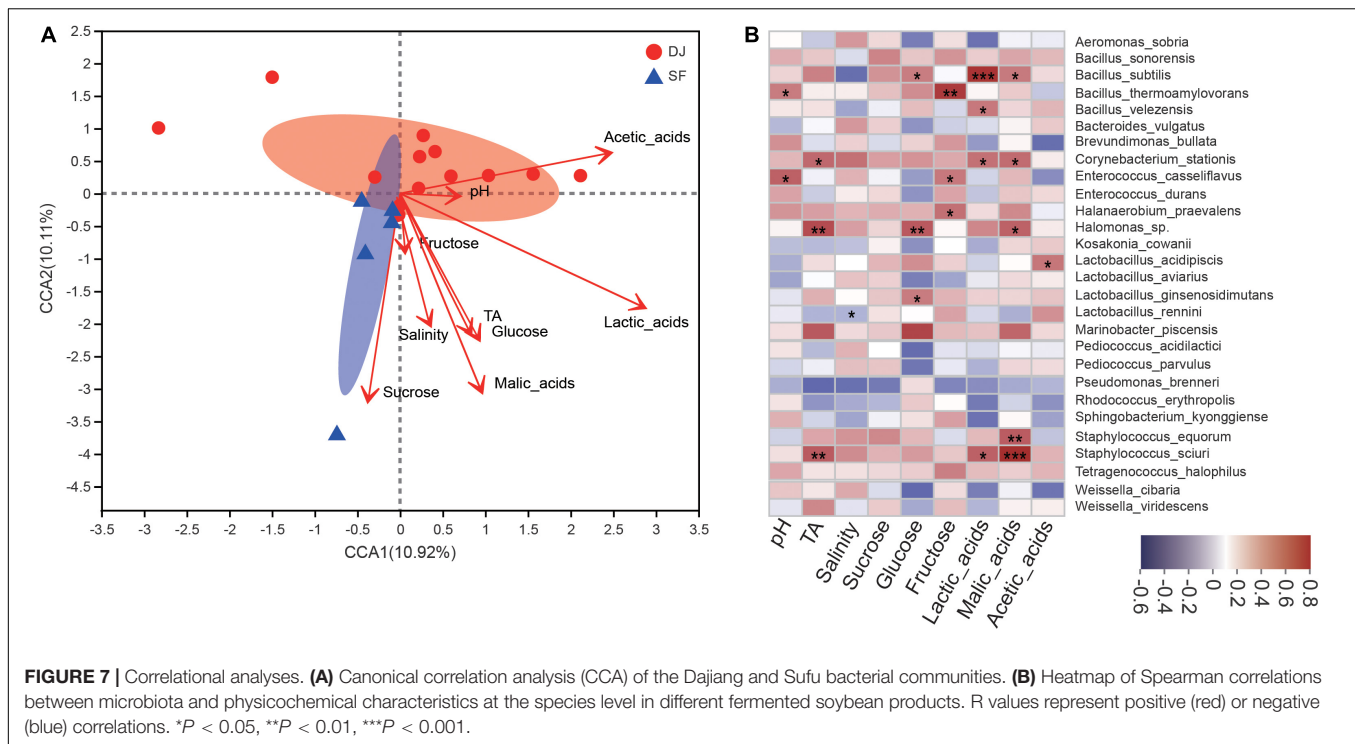 A
2.5
2
1.5
1
0.5
0
-0.5
-1
-1.5
-2
-2.5
-3
-3.5
-4
-4.5
CCA2(10.11%)
-3.5 -3 -2.5 -2 -1.5 -1 -0.5 0 0.5 1 1.5 2 2.5 3 3.5
CCA1(10.92%)
DJ
SF
Acetic_acids
pH
Fructose
Lactic_acids
TA
Glucose
Salinity
Malic_acids
Sucrose
B
Aeromonas_sobria
Bacillus_sonorensis
* *** * Bacillus_subtilis
* ** Bacillus_thermoamylovorans
* Bacillus_velezensis
Bacteroides_vulgatus
Brevundimonas_bullata
* * * Corynebacterium_stationis
* * Enterococcus_casseliflavus
Enterococcus_durans
* Halanaerobium_praevalens
** ** * Halomonas_sp.
Kosakonia_cowanii
* Lactobacillus_acidipiscis
Lactobacillus_aviarius
* Lactobacillus_ginsenosidimutans
* Lactobacillus_rennini
Marinobacter_piscensis
Pediococcus_acidilactici
Pediococcus_parvulus
Pseudomonas_brenneri
Rhodococcus_erythropolis
Sphingobacterium_kyonggiense
** Staphylococcus_equorum
** * *** Staphylococcus_sciuri
Tetragenococcus_halophilus
Weissella_cibaria
Weissella_viridescens
pH TA Salinity Sucrose Glucose Fructose Lactic_acids Malic_acids Acetic_acids
-0.6 -0.4 -0.2 0 0.2 0.4 0.6 0.8
FIGURE 7 | Correlational analyses. (A) Canonical correlation analysis (CCA) of the Dajiang and Sufu bacterial communities. (B) Heatmap of Spearman correlations
between microbiota and physicochemical characteristics at the species level in different fermented soybean products. R values represent positive (red) or negative
(blue) correlations. *P < 0.05, **P < 0.01, ***P < 0.001.